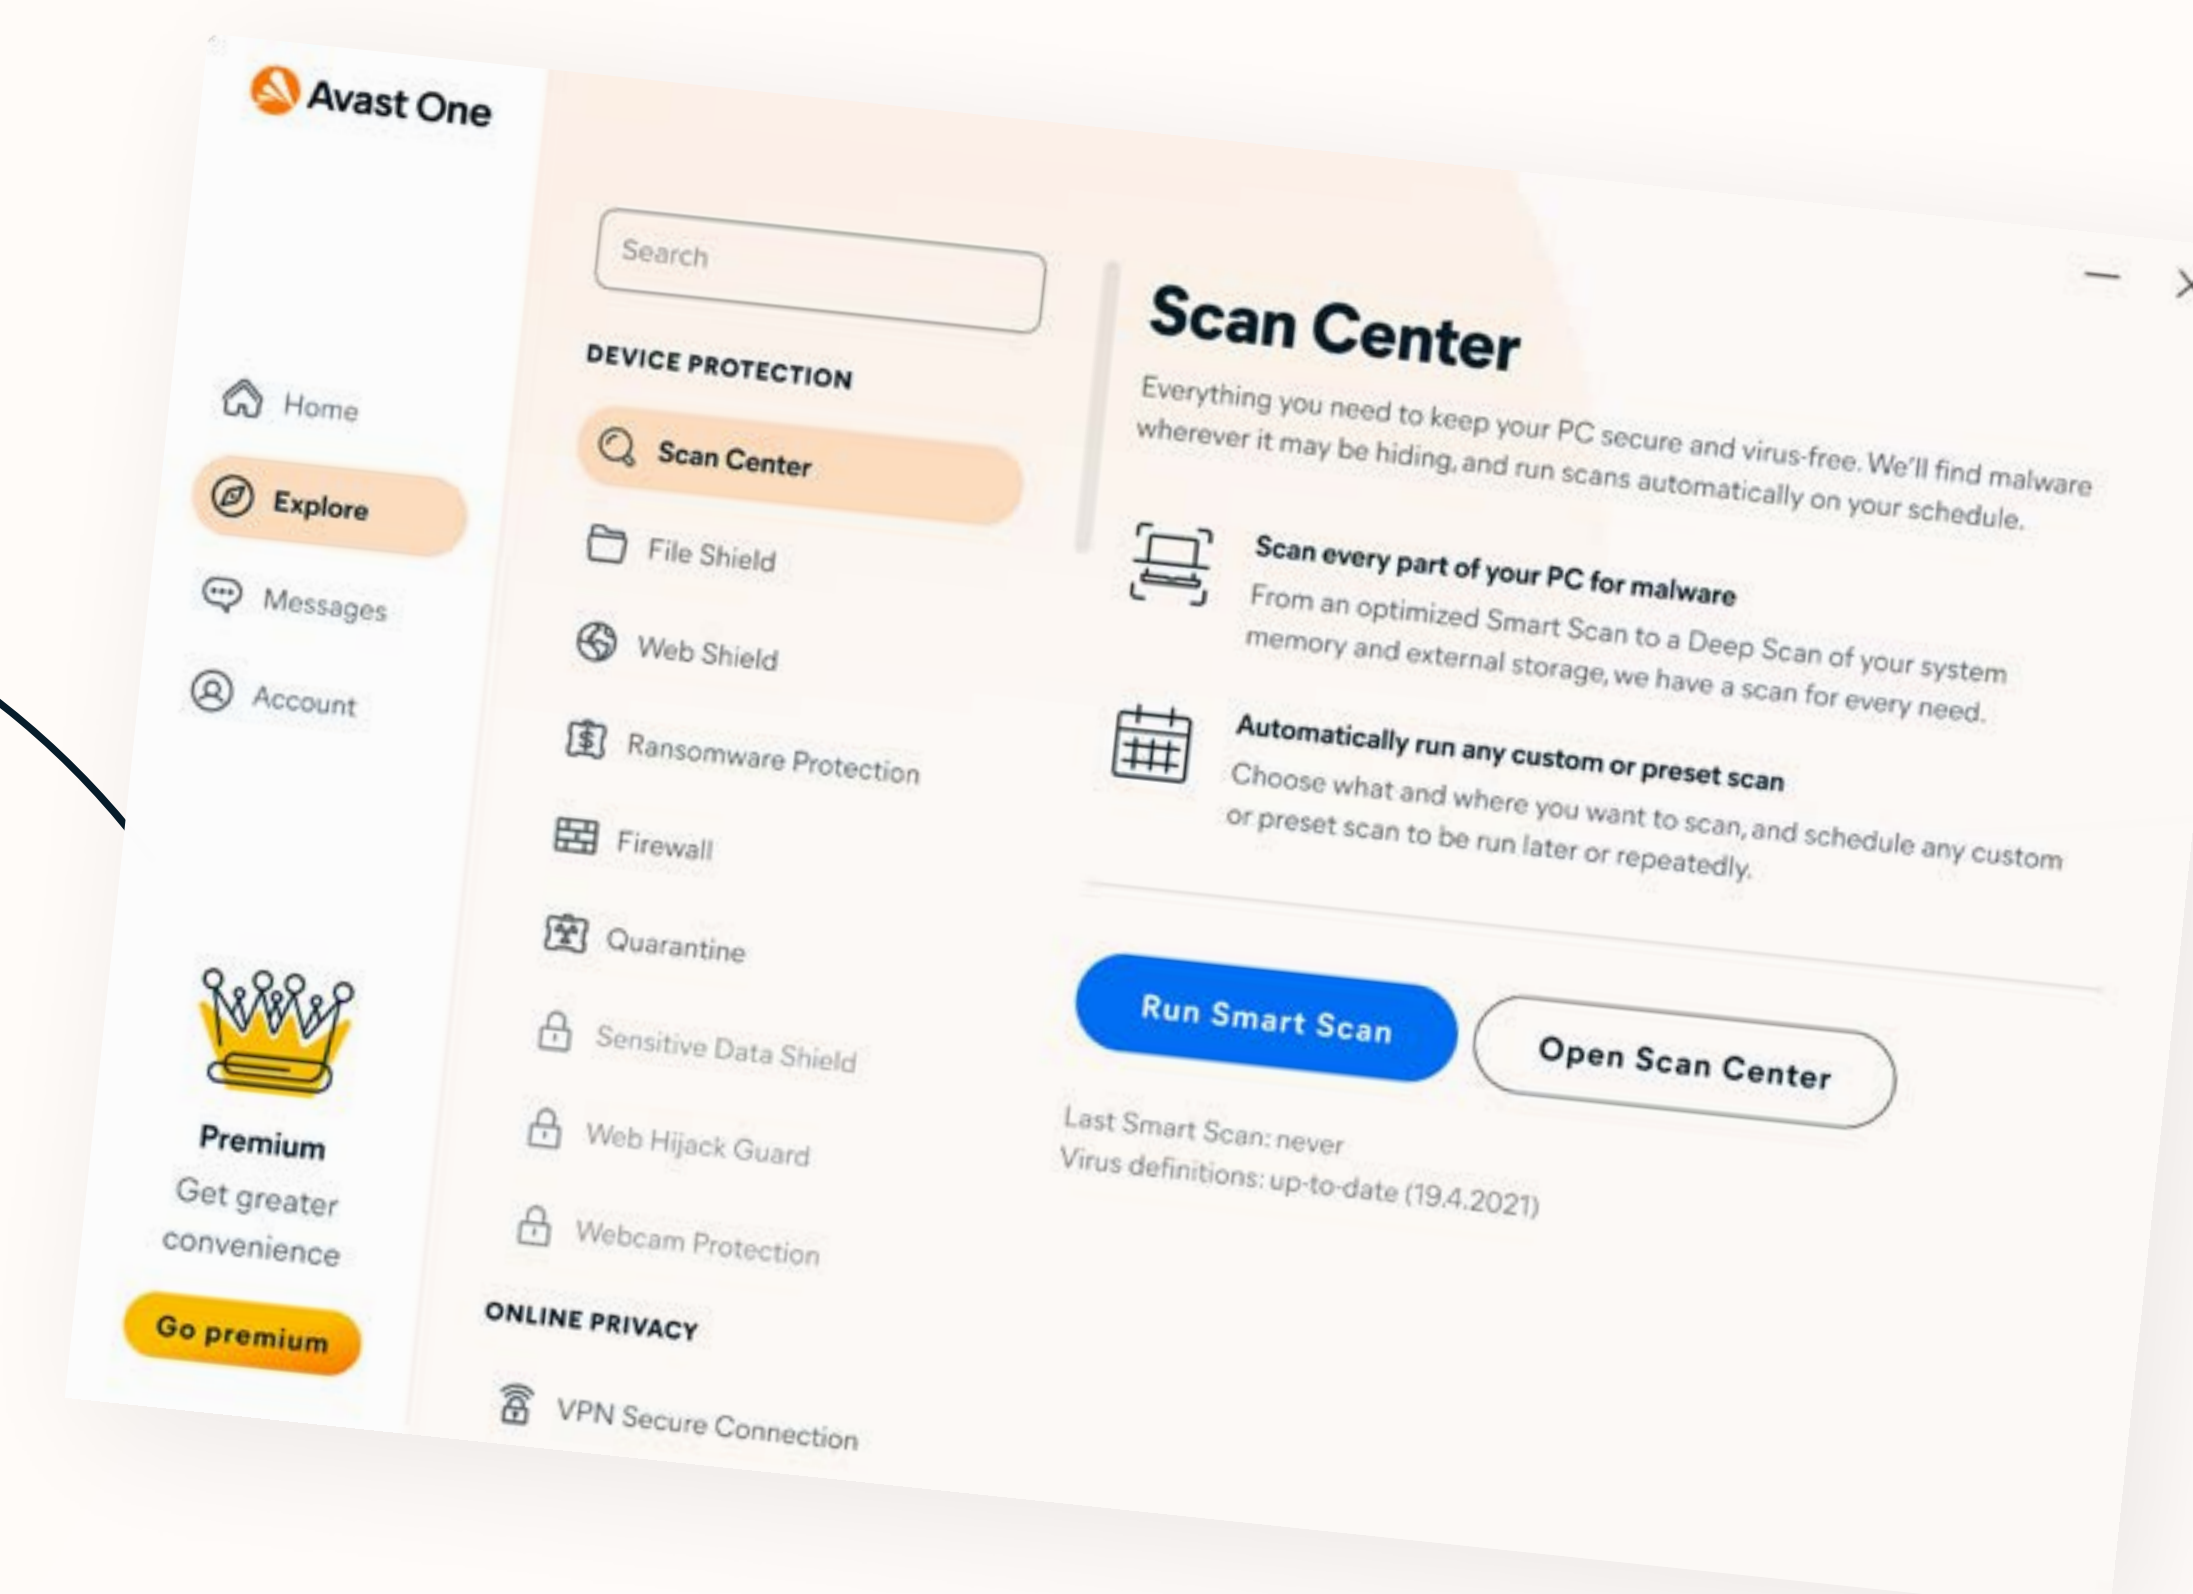 Avast One
Home
Explore
Messages
Account
Premium
Get greater
convenience
Go premium
Search
DEVICE PROTECTION
Scan Center
File Shield
Web Shield
Ransomware Protection
Firewall
Quarantine
Sensitive Data Shield
Web Hijack Guard
Webcam Protection
ONLINE PRIVACY
VPN Secure Connection
Scan Center
Everything you need to keep your PC secure and virus-free. We'll find malware
wherever it may be hiding, and run scans automatically on your schedule.
Scan every part of your PC for malware
From an optimized Smart Scan to a Deep Scan of your system
memory and external storage, we have a scan for every need.
Automatically run any custom or preset scan
Choose what and where you want to scan, and schedule any custom
or preset scan to be run later or repeatedly.
Run Smart Scan
Open Scan Center
Last Smart Scan: never
Virus definitions: up-to-date (19.4.2021)